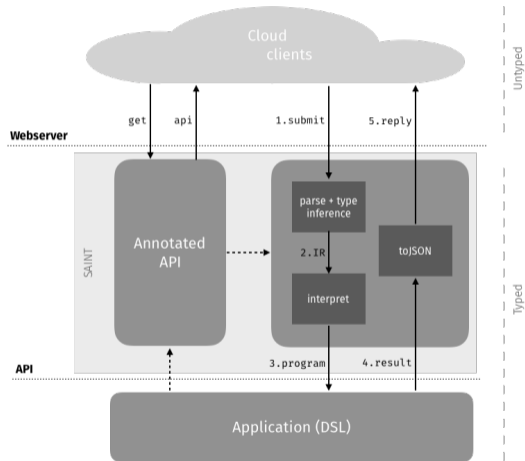 Cloud
clients
Untyped
get
api
1.submit
5.reply
Webserver
SAINT
Annotated
API
parse + type
inference
2.IR
toJSON
interpret
Typed
3.program
4.result
API
Application (DSL)